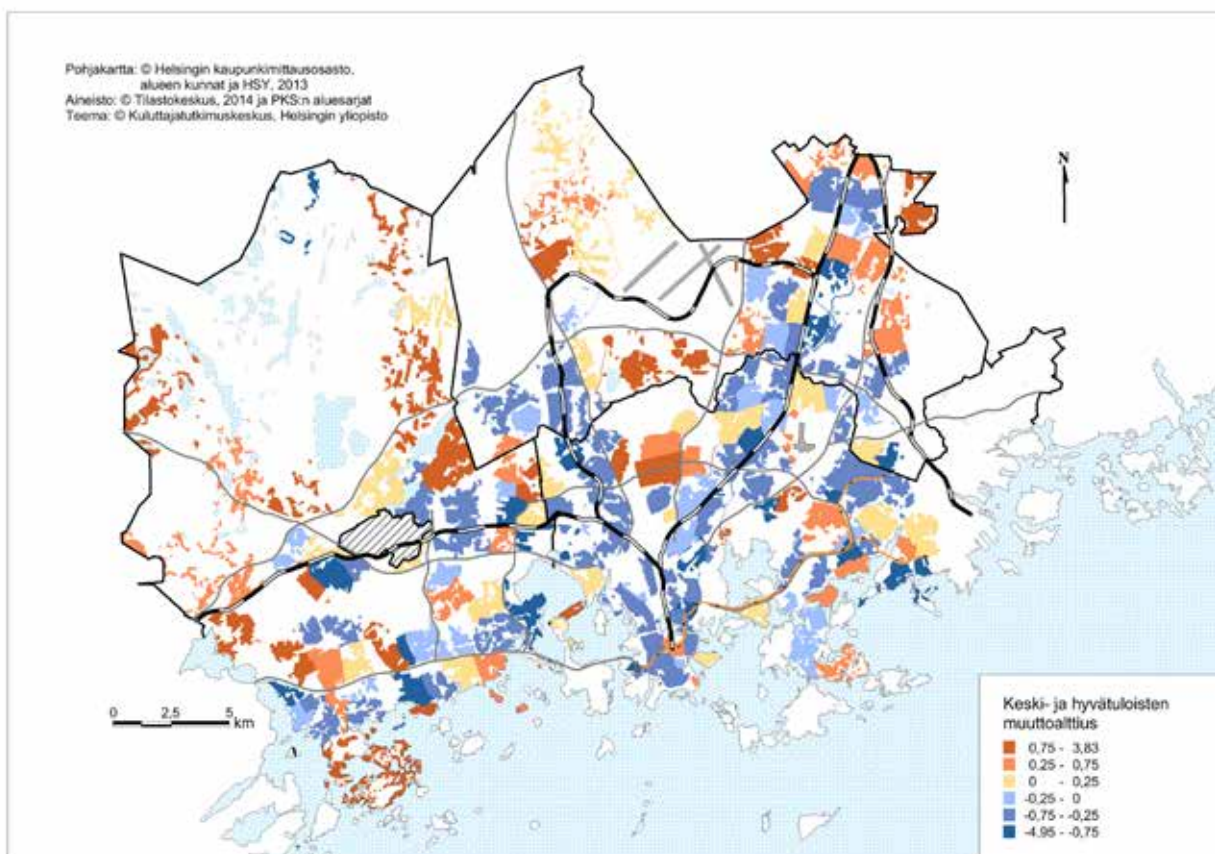 Pohjakartta: © Helsingin kaupunkimittausosasto,
alueen kunnat ja HSY, 2013
Aineisto: © Tilastokeskus, 2014 ja PKS:n aluesarjat
Teema: © Kuluttajatutkimuskeskus, Helsingin yliopisto
N
0 2,5 5
km
Keski- ja hyvätuloisten
muuttoalttius
0,75 - 3,83
0,25 - 0,75
0 - 0,25
-0,25 - 0
-0,75 - -0,25
-4,95 - -0,75